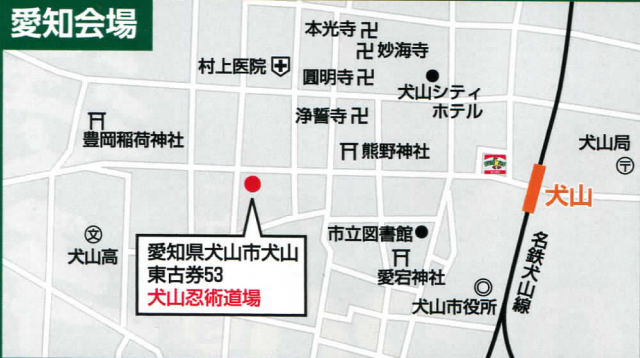 愛知会場
本光寺
妙海寺
村上医院
圓明寺
犬山シティ
ホテル
浄誓寺
豊岡稲荷神社
熊野神社
犬山局
犬山
犬山高
愛知県犬山市犬山
東古券53
犬山忍術道場
市立図書館
愛宕神社
犬山市役所
名鉄犬山線
文